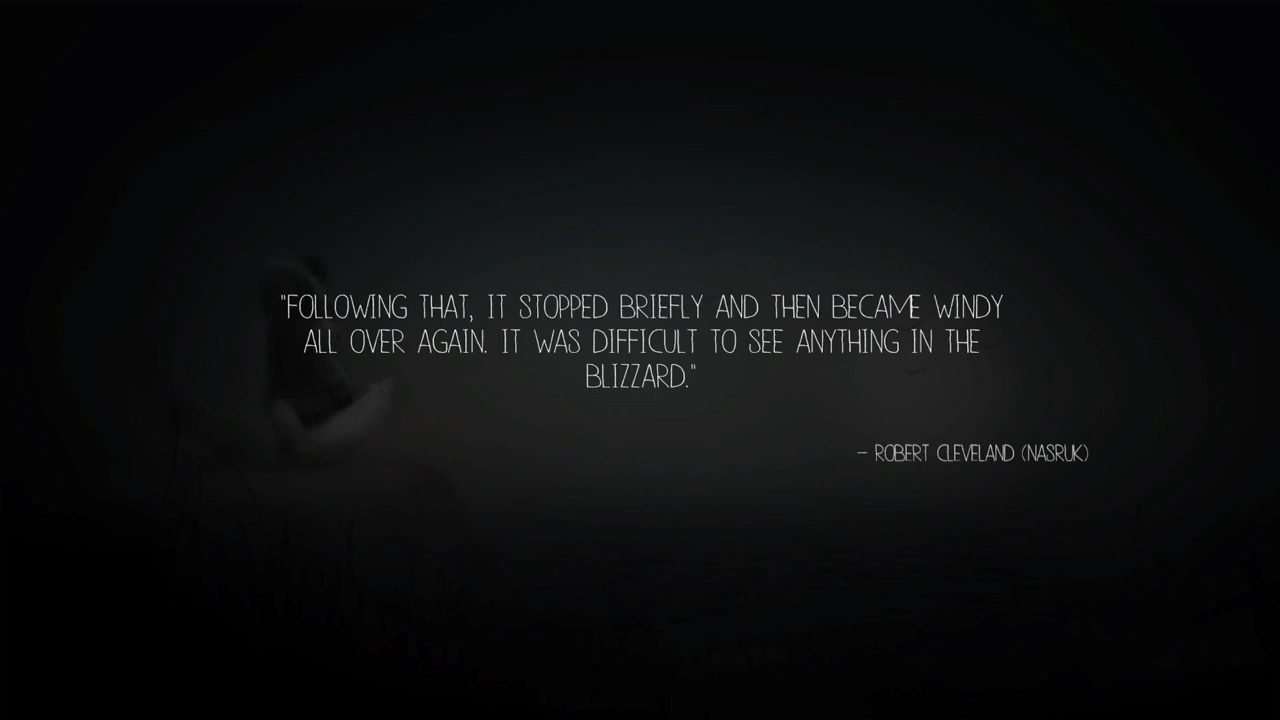 "FOLLOWING THAT, IT STOPPED BRIEFLY AND THEN BECAME WINDY
ALL OVER AGAIN. IT WAS DIFFICULT TO SEE ANYTHING IN THE
BLIZZARD."
– ROBERT CLEVELAND (NASRUK)